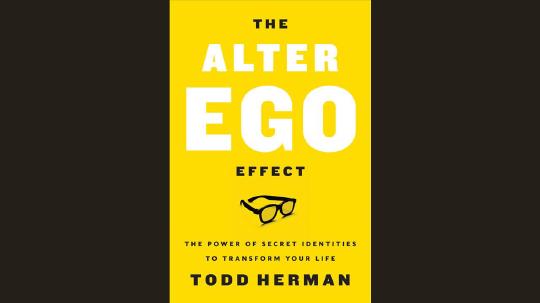 THE
ALTER
EGO
EFFECT
THE POWER OF SECRET IDENTITIES
TO TRANSFORM YOUR LIFE
TODD HERMAN